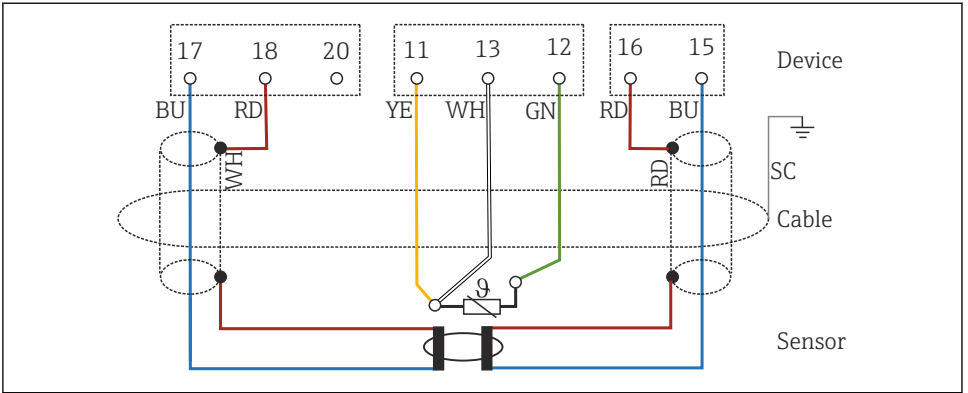 17 18 20 11 13 12 16 15
Device
BU RD YE WH GN RD BU
WH RD SC
Cable
ϑ
Sensor